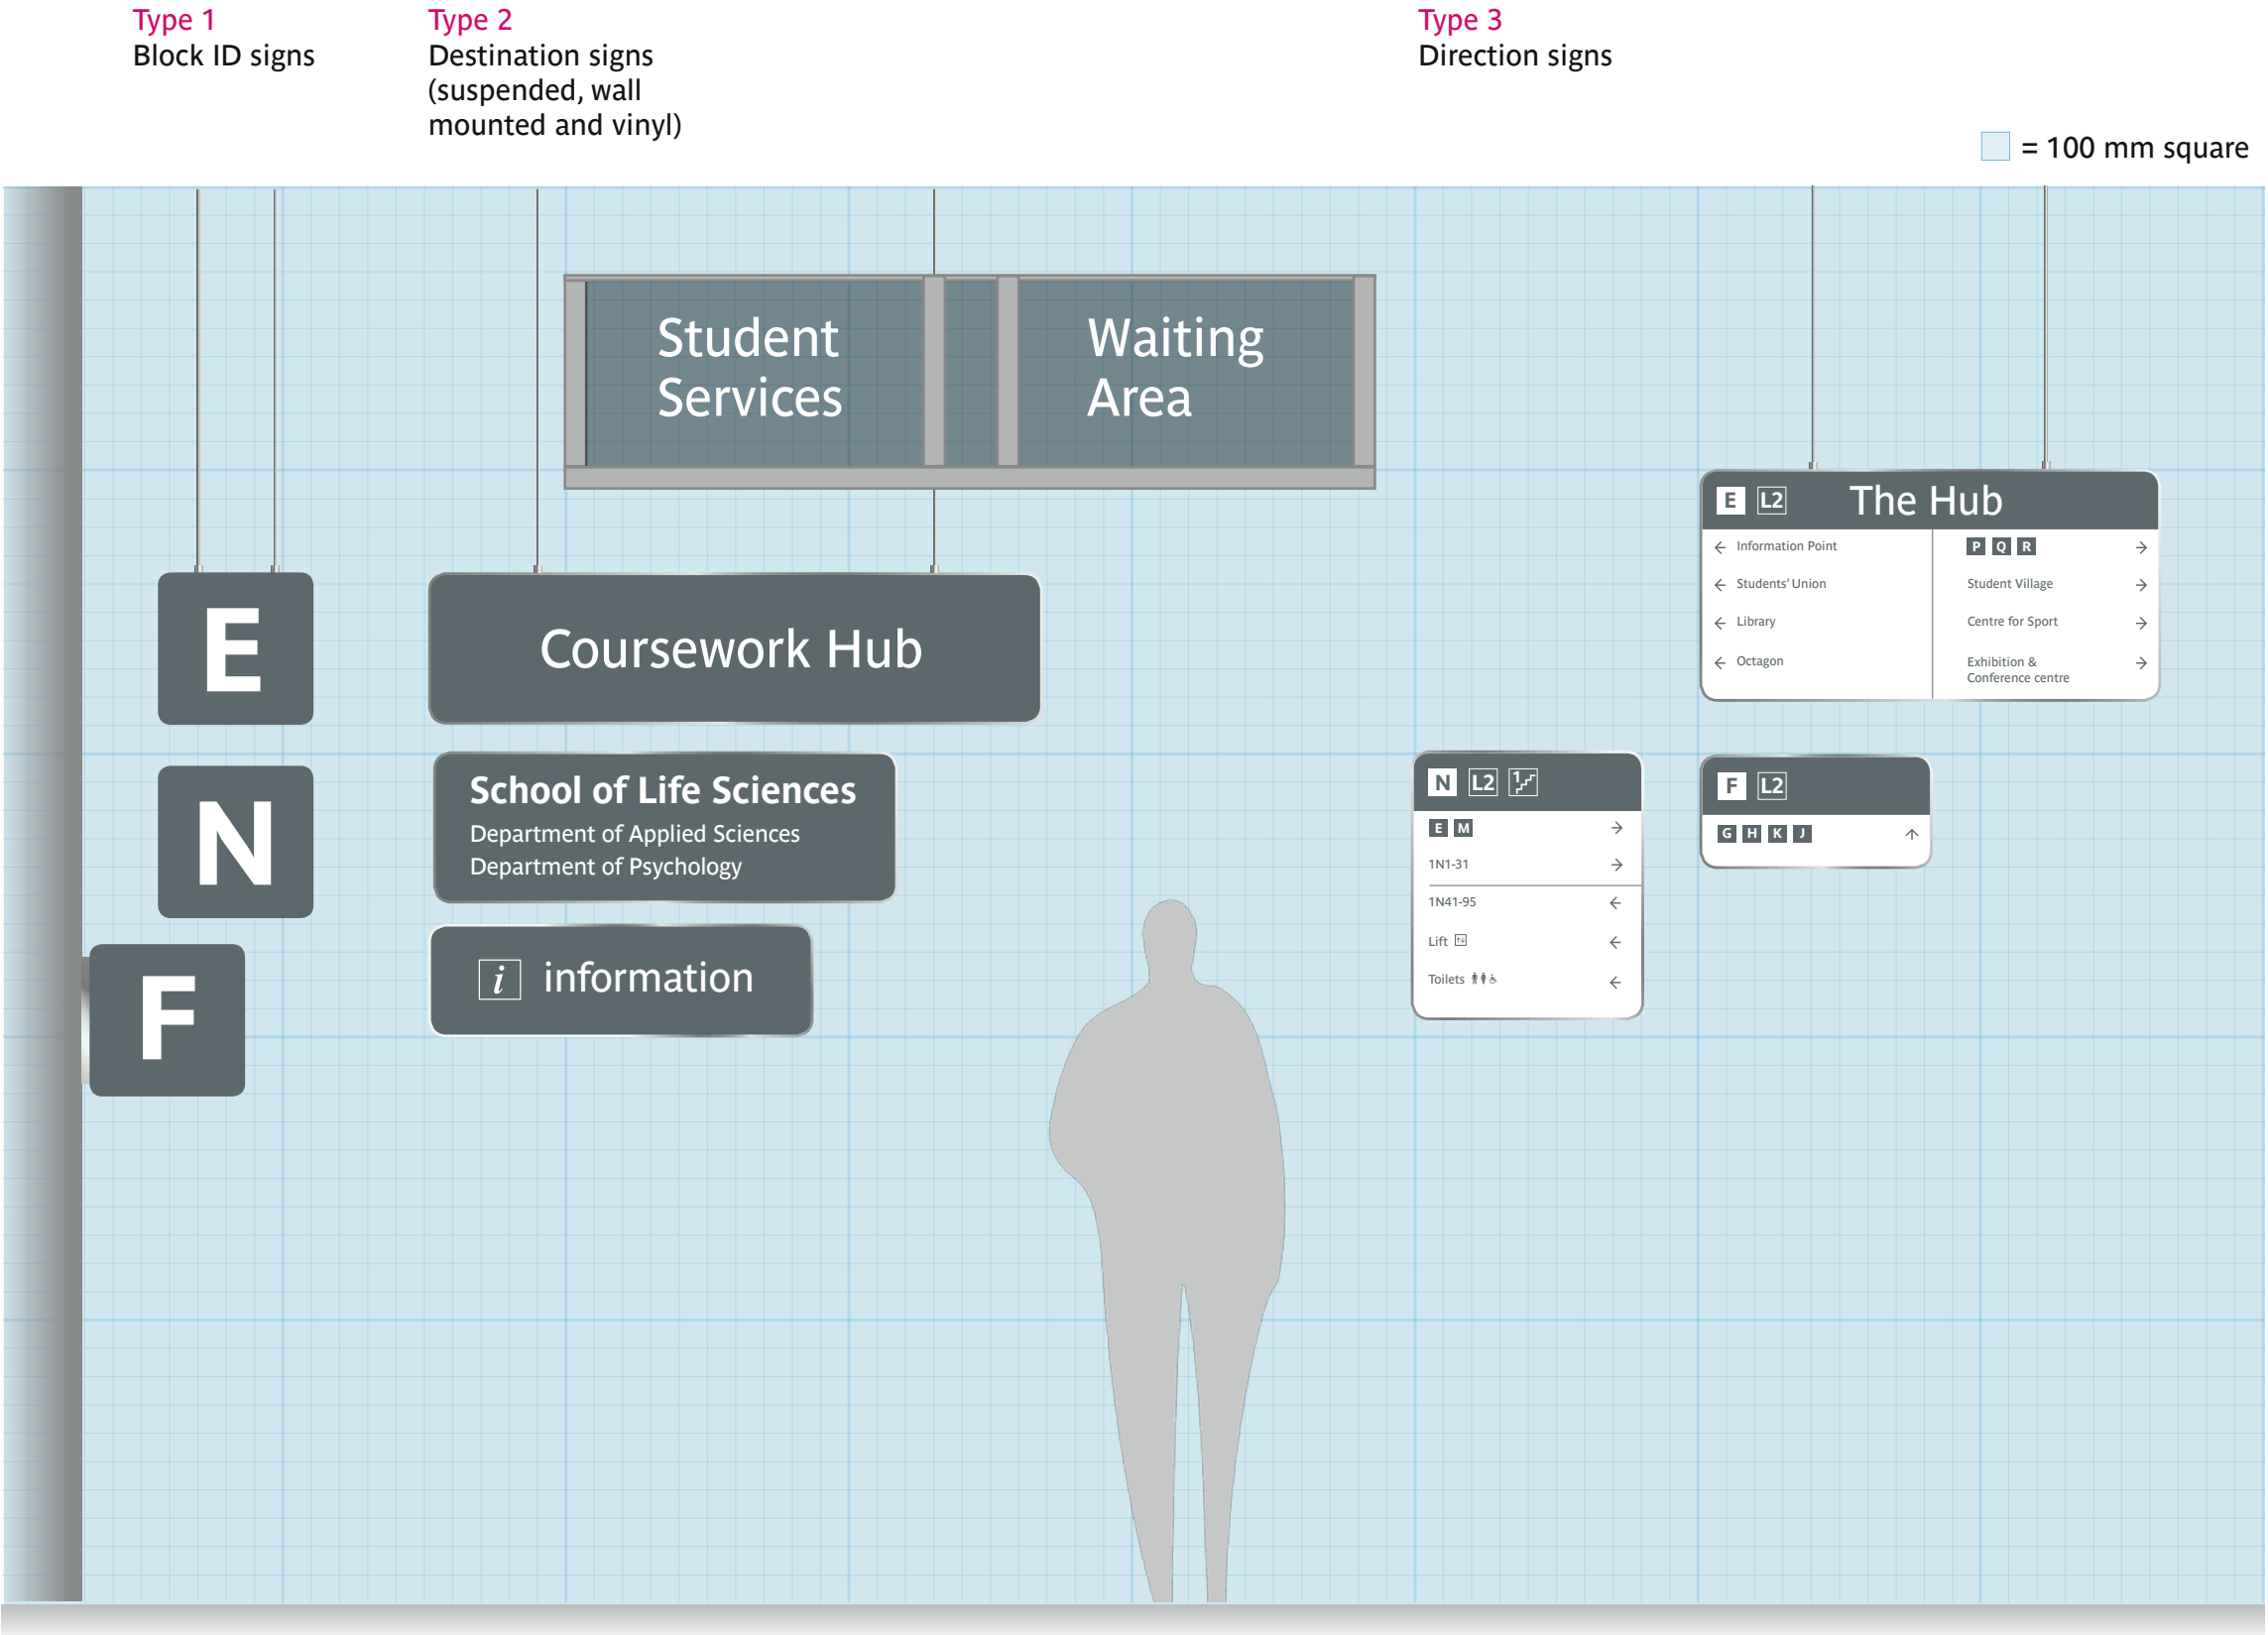 Type 1
Block ID signs
Type 2
Destination signs
(suspended, wall
mounted and vinyl)
Type 3
Direction signs
= 100 mm square
Student
Services
Waiting
Area
E
N
F
Coursework Hub
School of Life Sciences
Department of Applied Sciences
Department of Psychology
i information
E L2 The Hub
← Information Point
← Students' Union
← Library
← Octagon
P Q R →
Student Village →
Centre for Sport →
Exhibition & →
Conference centre
N L2 1
E M →
1N1-31 →
1N41-95 ←
Lift ←
Toilets ←
F L2
G H K J ↑